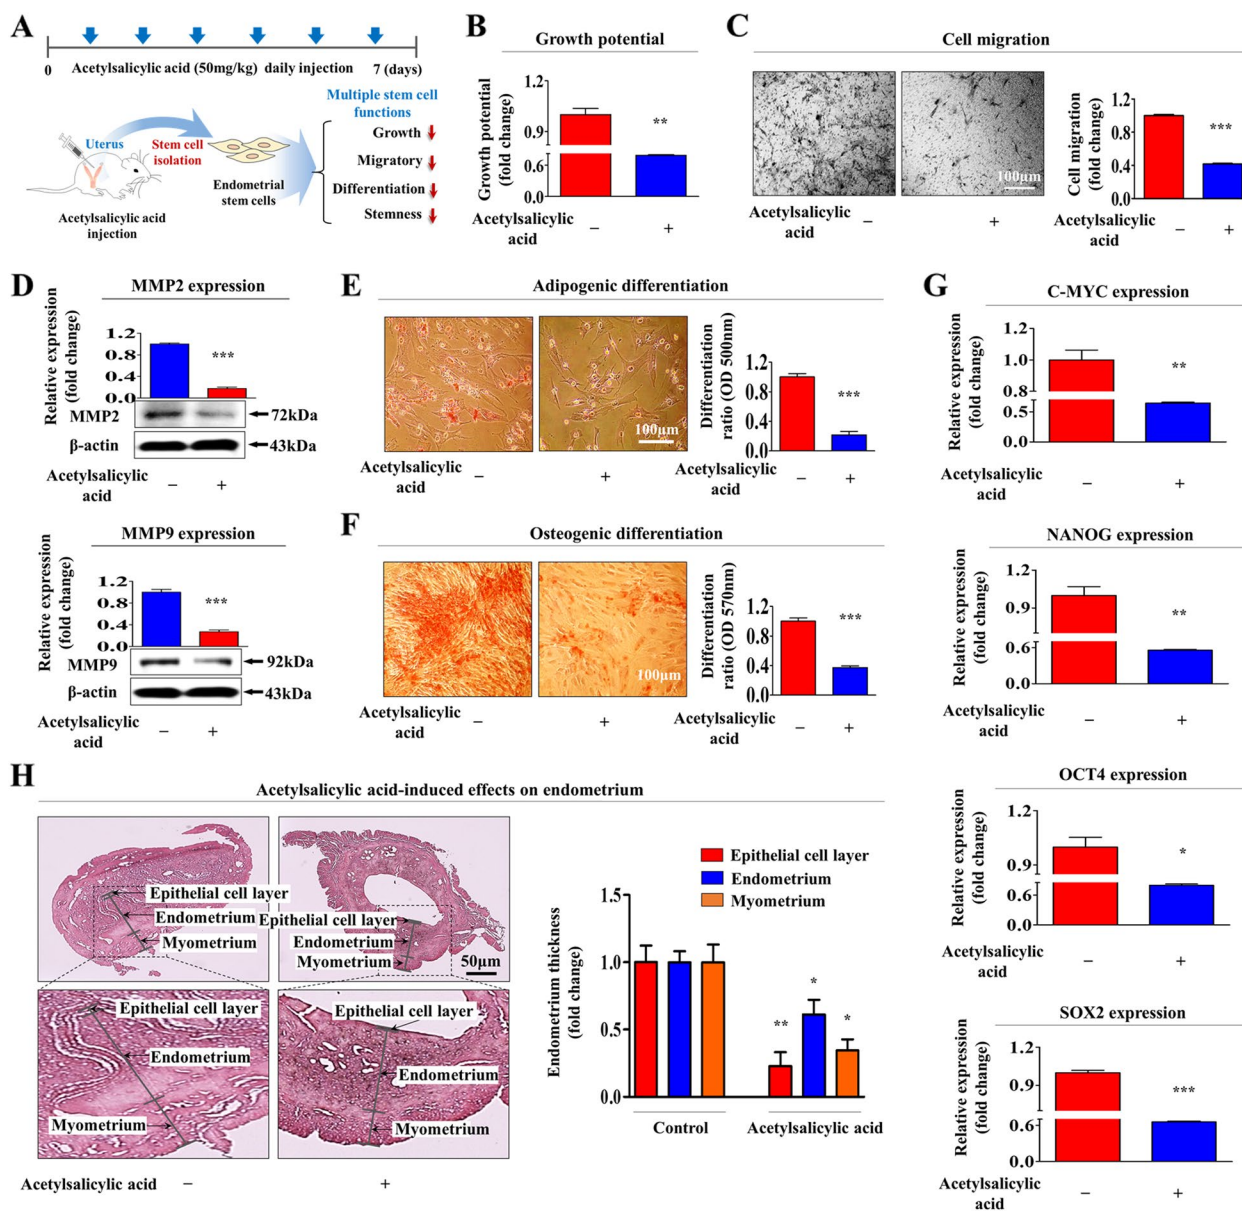 A
0 Acetylsalicylic acid (50mg/kg) daily injection 7 (days)
Multiple stem cell
functions
Uterus
Stem cell
isolation
Growth
Migratory
Differentiation
Stemness
Endometrial
stem cells
Acetylsalicylic acid
injection
B
Growth potential
Growth potential
(fold change)
1.2
0.9
0.6
0.0
**
Acetylsalicylic
acid
− +
C
Cell migration
100μm
Cell migration
(fold change)
1.2
0.8
0.4
0.0
***
Acetylsalicylic
acid
− +
− +
D
MMP2 expression
Relative expression
(fold change)
1.2
0.8
0.4
0.0
***
MMP2
72kDa
β-actin
43kDa
Acetylsalicylic
acid
− +
MMP9 expression
Relative expression
(fold change)
1.2
0.8
0.4
0.0
***
MMP9
92kDa
β-actin
43kDa
Acetylsalicylic
acid
− +
E
Adipogenic differentiation
100μm
Differentiation
ratio (OD 500nm)
1.2
0.8
0.4
0.0
***
Acetylsalicylic
acid
− +
Acetylsalicylic
acid
− +
F
Osteogenic differentiation
100μm
Differentiation
ratio (OD 570nm)
1.2
0.8
0.4
0.0
***
Acetylsalicylic
acid
− +
Acetylsalicylic
acid
− +
G
C-MYC expression
Relative expression
(fold change)
1.2
1.0
0.8
0.5
0.0
**
Acetylsalicylic
acid
− +
NANOG expression
Relative expression
(fold change)
1.2
0.9
0.6
0.0
**
Acetylsalicylic
acid
− +
OCT4 expression
Relative expression
(fold change)
1.2
0.9
0.6
0.0
*
Acetylsalicylic
acid
− +
SOX2 expression
Relative expression
(fold change)
1.2
0.9
0.6
0.0
***
Acetylsalicylic
acid
− +
H
Acetylsalicylic acid-induced effects on endometrium
Epithelial cell layer
Endometrium
Myometrium
Epithelial cell layer
Endometrium
Myometrium
50μm
Epithelial cell layer
Endometrium
Myometrium
Epithelial cell layer
Endometrium
Myometrium
Acetylsalicylic acid − +
Epithelial cell layer
Endometrium
Myometrium
Endometrium thickness
(fold change)
1.5
1.0
0.5
0.0
**
*
*
Control
Acetylsalicylic acid